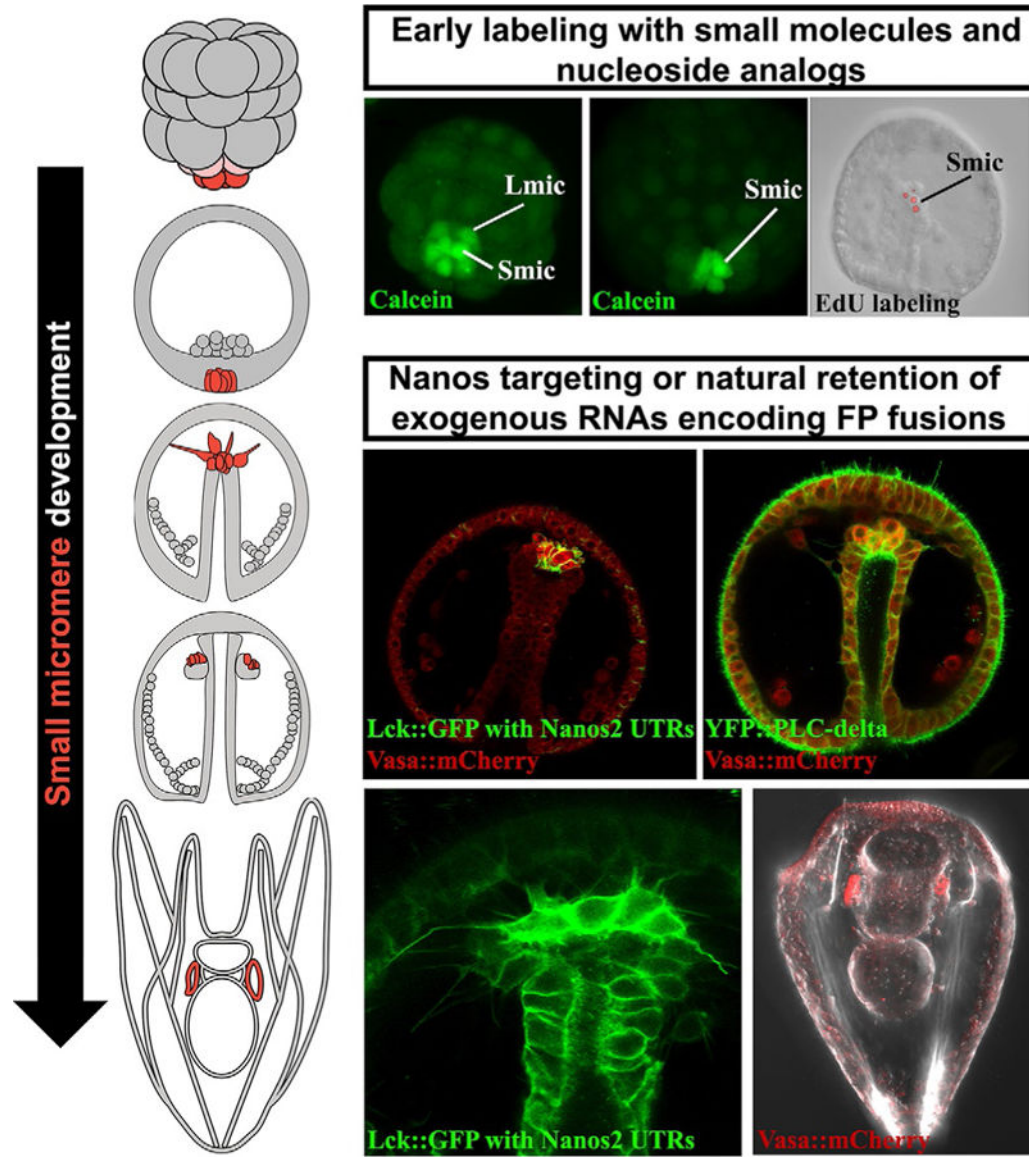 Small micromere development
Early labeling with small molecules and
nucleoside analogs
Lmic
Smic
Calcein
Smic
Calcein
Smic
EdU labeling
Nanos targeting or natural retention of
exogenous RNAs encoding FP fusions
Lck::GFP with Nanos2 UTRs
Vasa::mCherry
YFP::PLC-delta
Vasa::mCherry
Lck::GFP with Nanos2 UTRs
Vasa::mCherry